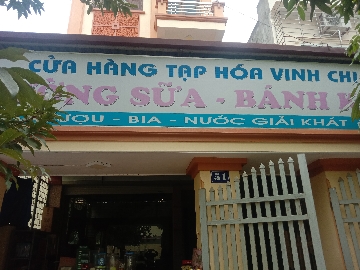 CỬA HÀNG TẠP HÓA VINH CHI
SỮA - BÁNH
- BIA - NƯỚC GIẢI KHÁT